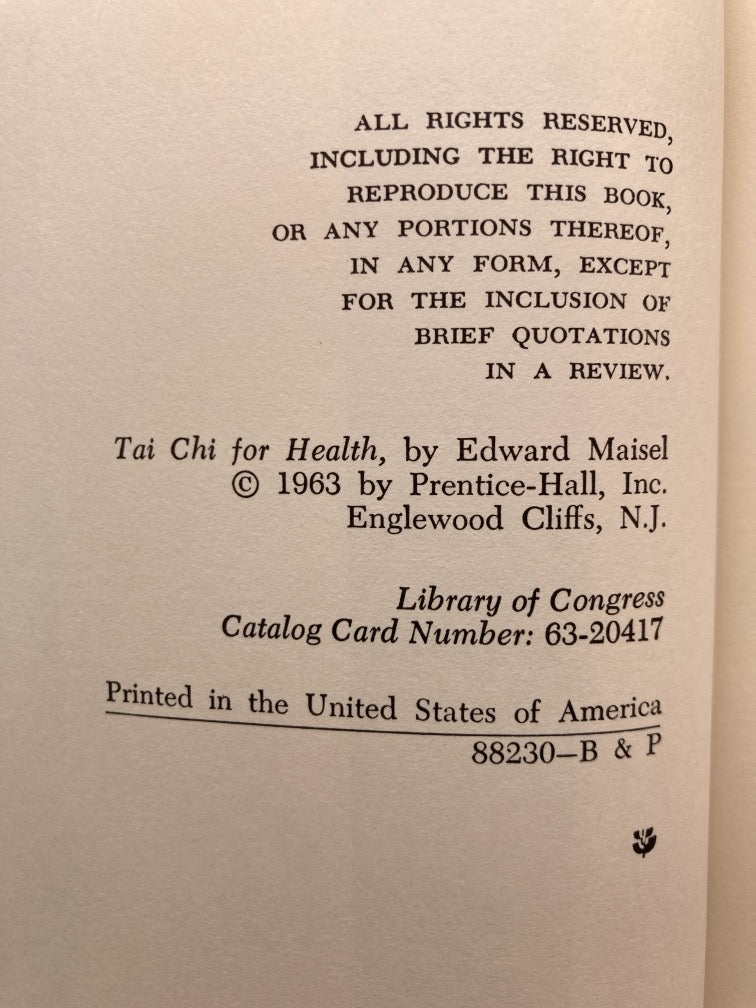 ALL RIGHTS RESERVED,
INCLUDING THE RIGHT TO
REPRODUCE THIS BOOK,
OR ANY PORTIONS THEREOF,
IN ANY FORM, EXCEPT
FOR THE INCLUSION OF
BRIEF QUOTATIONS
IN A REVIEW.
Tai Chi for Health, by Edward Maisel
© 1963 by Prentice-Hall, Inc.
Englewood Cliffs, N.J.
Library of Congress
Catalog Card Number: 63-20417
Printed in the United States of America
88230—B & P